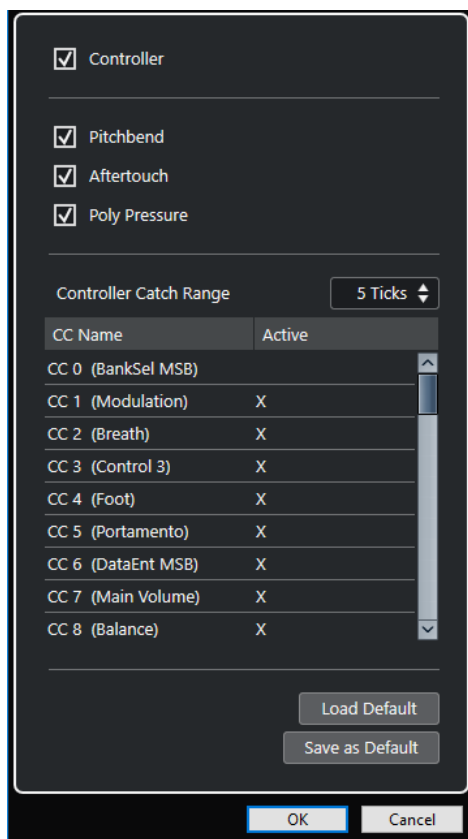 Controller
Pitchbend
Aftertouch
Poly Pressure
Controller Catch Range 5 Ticks
CC Name Active
CC 0 (BankSel MSB)
CC 1 (Modulation) X
CC 2 (Breath) X
CC 3 (Control 3) X
CC 4 (Foot) X
CC 5 (Portamento) X
CC 6 (DataEnt MSB) X
CC 7 (Main Volume) X
CC 8 (Balance) X
Load Default
Save as Default
OK Cancel